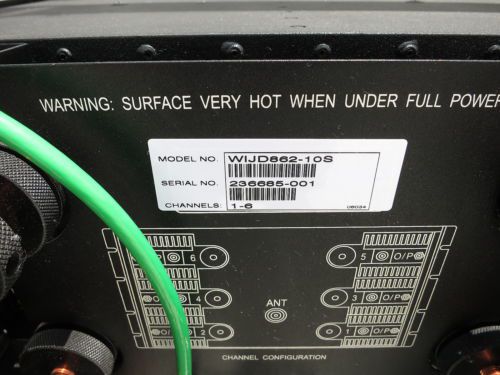 WARNING: SURFACE VERY HOT WHEN UNDER FULL POWER
MODEL NO. WIJD862-10S
SERIAL NO. 236685-001
CHANNELS: 1-6
08034
O/P 6 5 O/P
O/P 4 3 O/P
ANT
O/P 2 1 O/P
CHANNEL CONFIGURATION